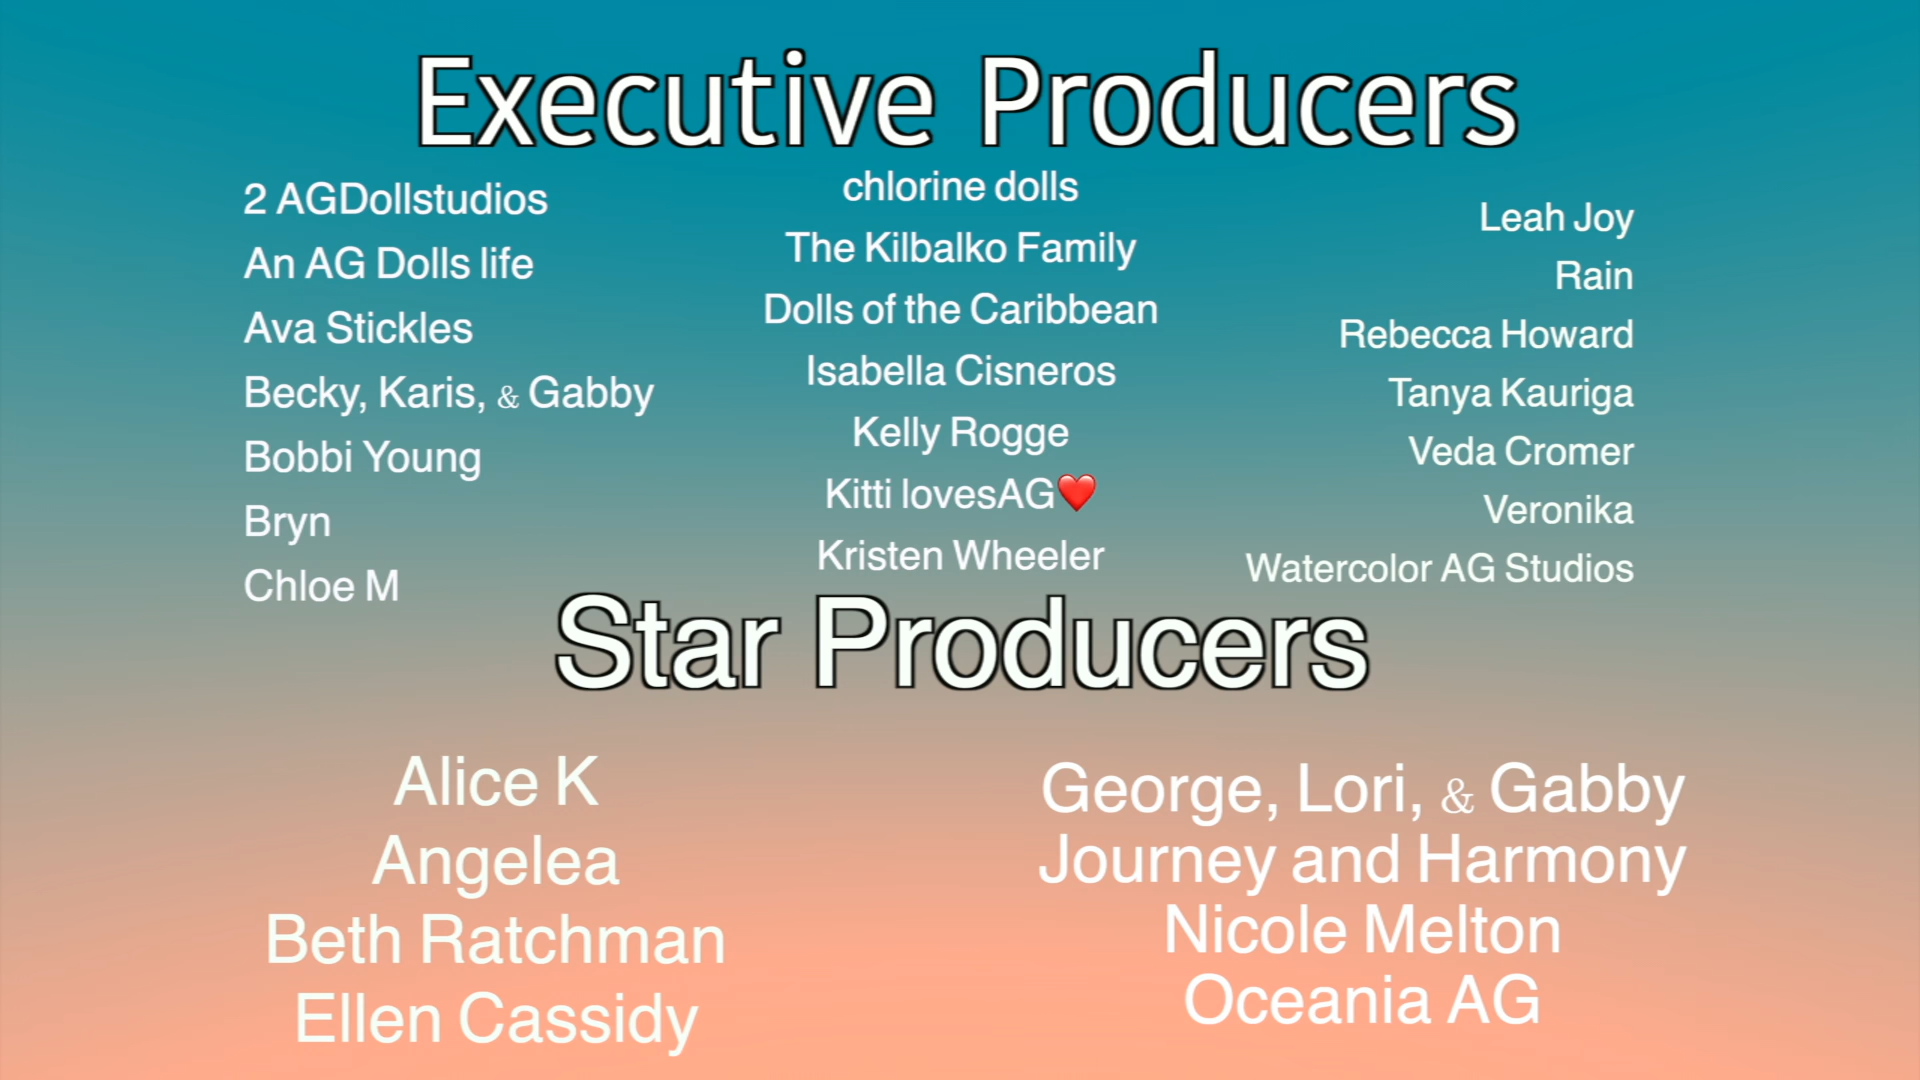 Executive Producers
2 AGDollstudios
An AG Dolls life
Ava Stickles
Becky, Karis, & Gabby
Bobbi Young
Bryn
Chloe M
chlorine dolls
The Kilbalko Family
Dolls of the Caribbean
Isabella Cisneros
Kelly Rogge
Kitti lovesAG❤️
Kristen Wheeler
Leah Joy
Rain
Rebecca Howard
Tanya Kauriga
Veda Cromer
Veronika
Watercolor AG Studios
Star Producers
Alice K
Angelea
Beth Ratchman
Ellen Cassidy
George, Lori, & Gabby
Journey and Harmony
Nicole Melton
Oceania AG